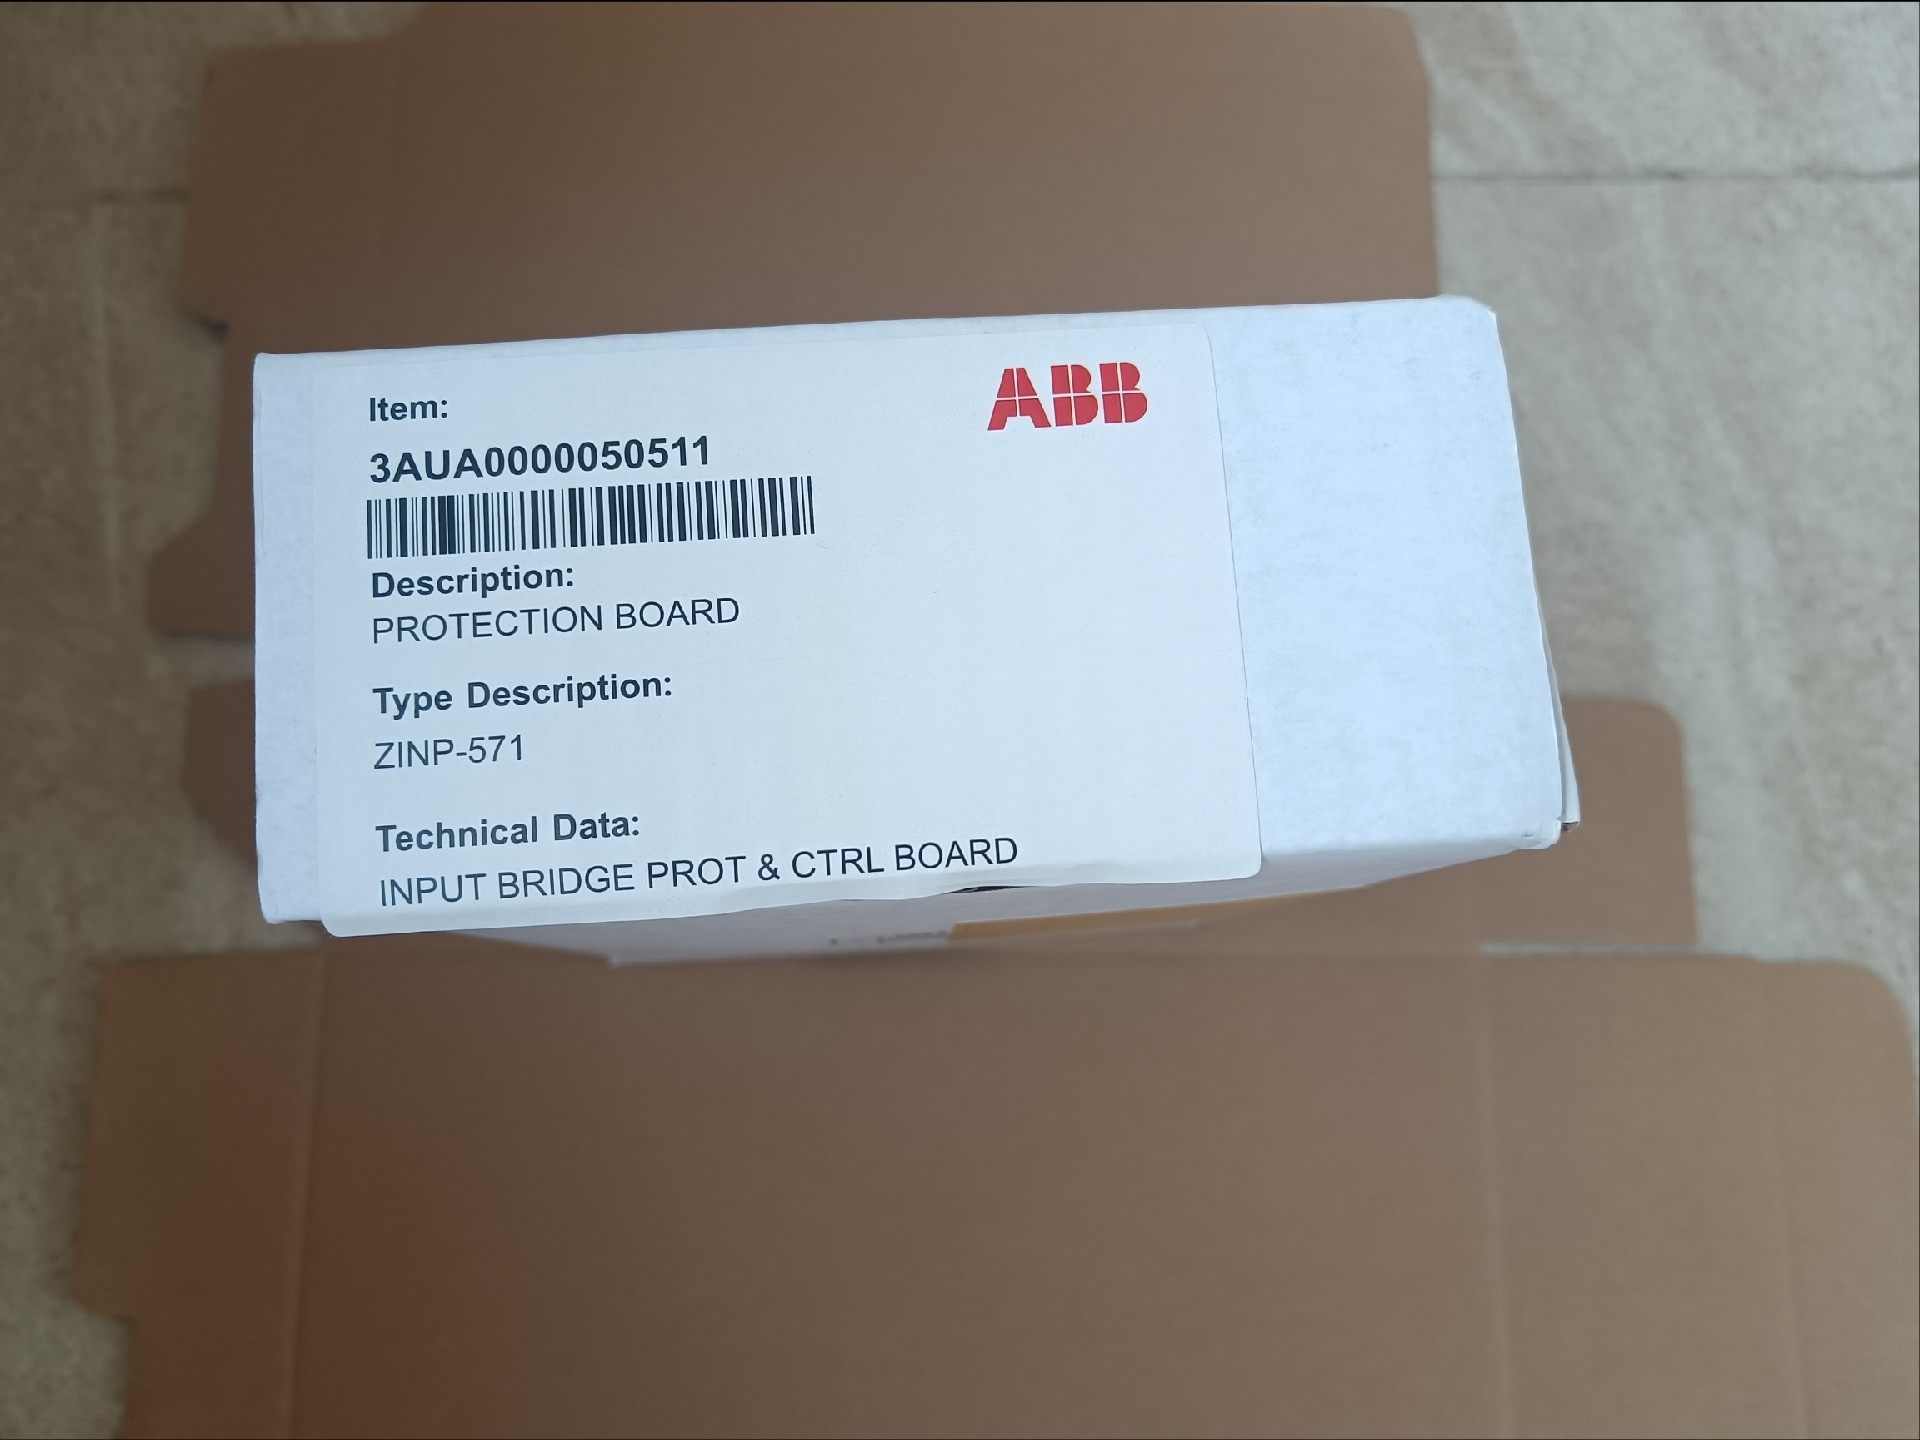 ABB
Item:
3AUA0000050511
Description:
PROTECTION BOARD
Type Description:
ZINP-571
Technical Data:
INPUT BRIDGE PROT & CTRL BOARD